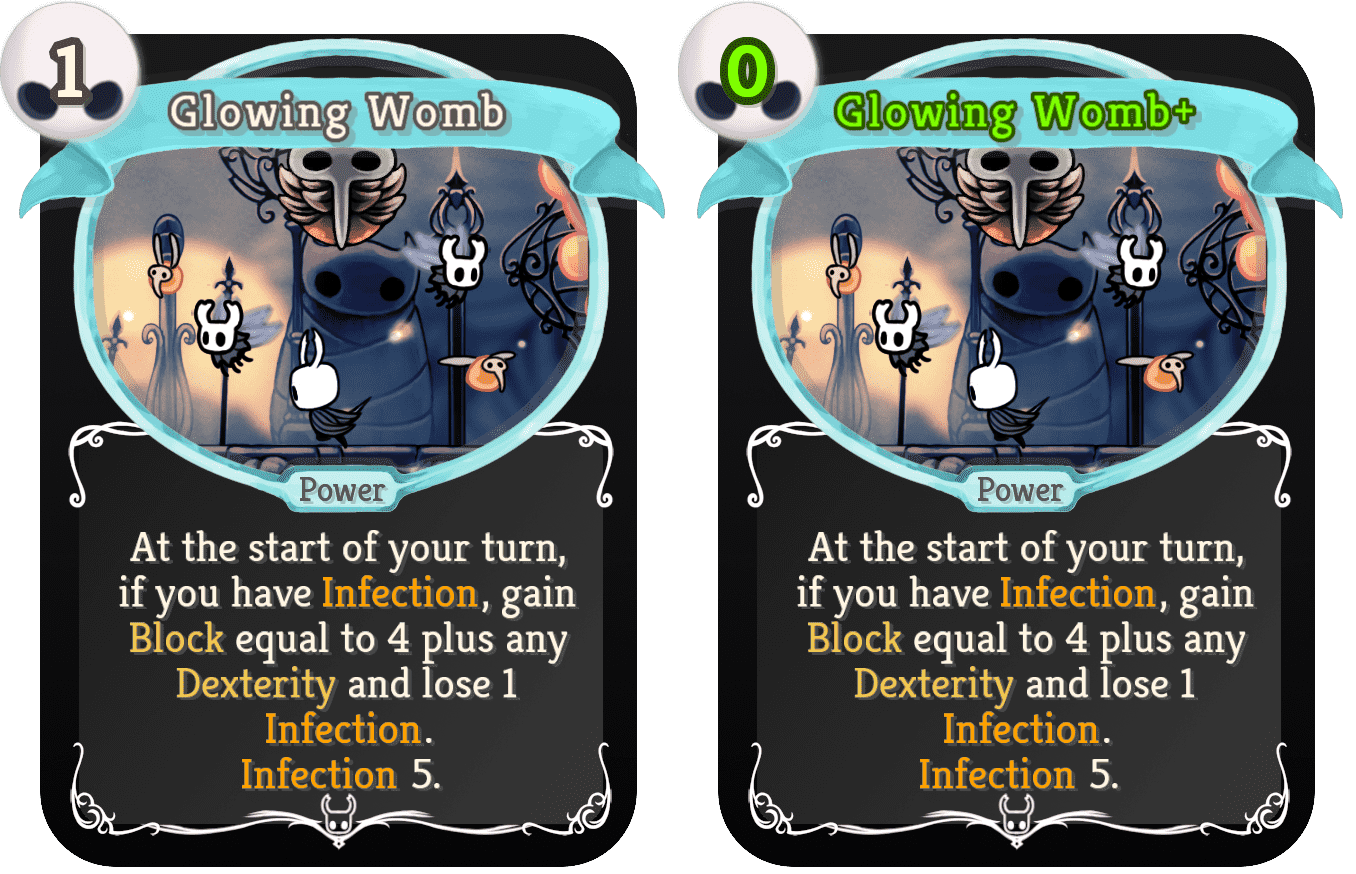 1
Glowing Womb
Power
At the start of your turn,
if you have Infection, gain
Block equal to 4 plus any
Dexterity and lose 1
Infection.
Infection 5.
0
Glowing Womb+
Power
At the start of your turn,
if you have Infection, gain
Block equal to 4 plus any
Dexterity and lose 1
Infection.
Infection 5.